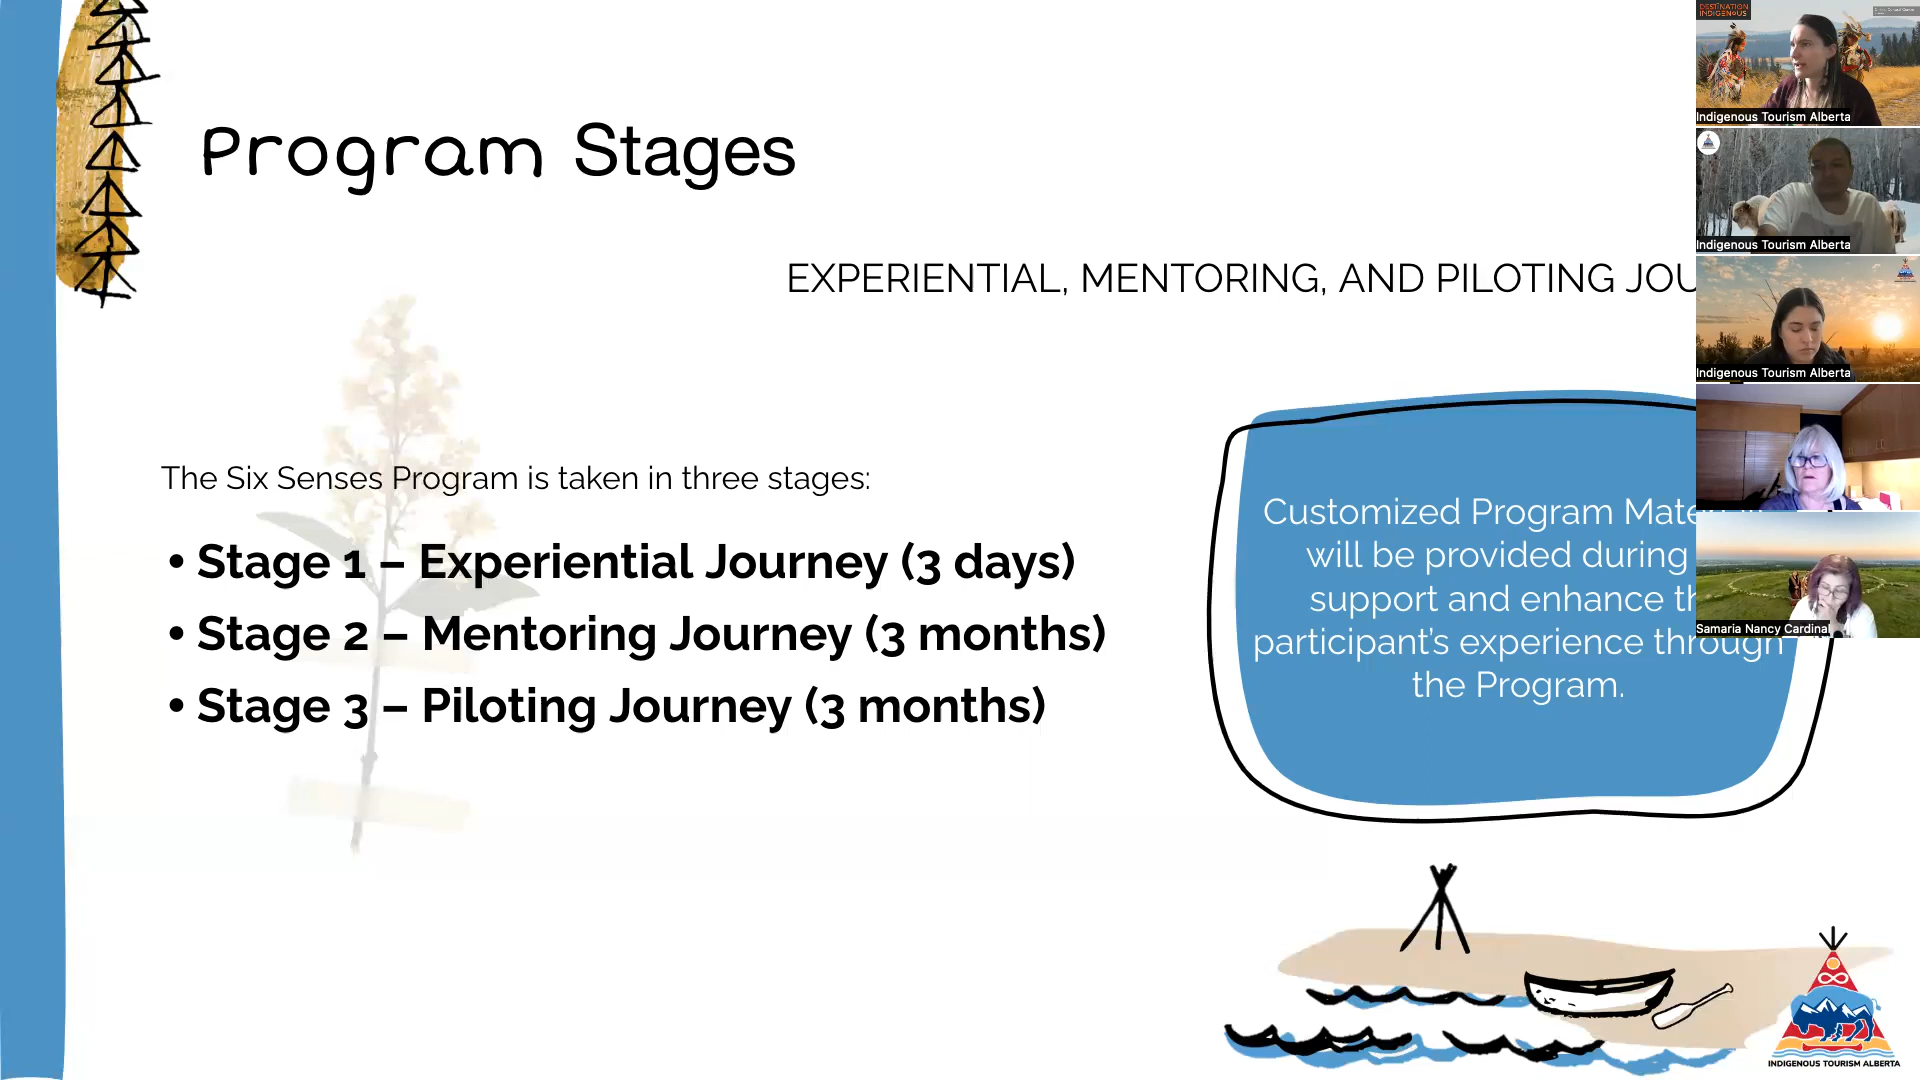 Program Stages
EXPERIENTIAL, MENTORING, AND PILOTING
The Six Senses Program is taken in three stages:
• Stage 1 – Experiential Journey (3 days)
• Stage 2 – Mentoring Journey (3 months)
• Stage 3 – Piloting Journey (3 months)
Customized Program
will be provided during
support and enhance
participant's experience through
the Program.
DESTINATION
INDIGENOUS
Indigenous Tourism Alberta
Indigenous Tourism Alberta
Indigenous Tourism Alberta
Samaria Nancy Cardinal
INDIGENOUS TOURISM ALBERTA